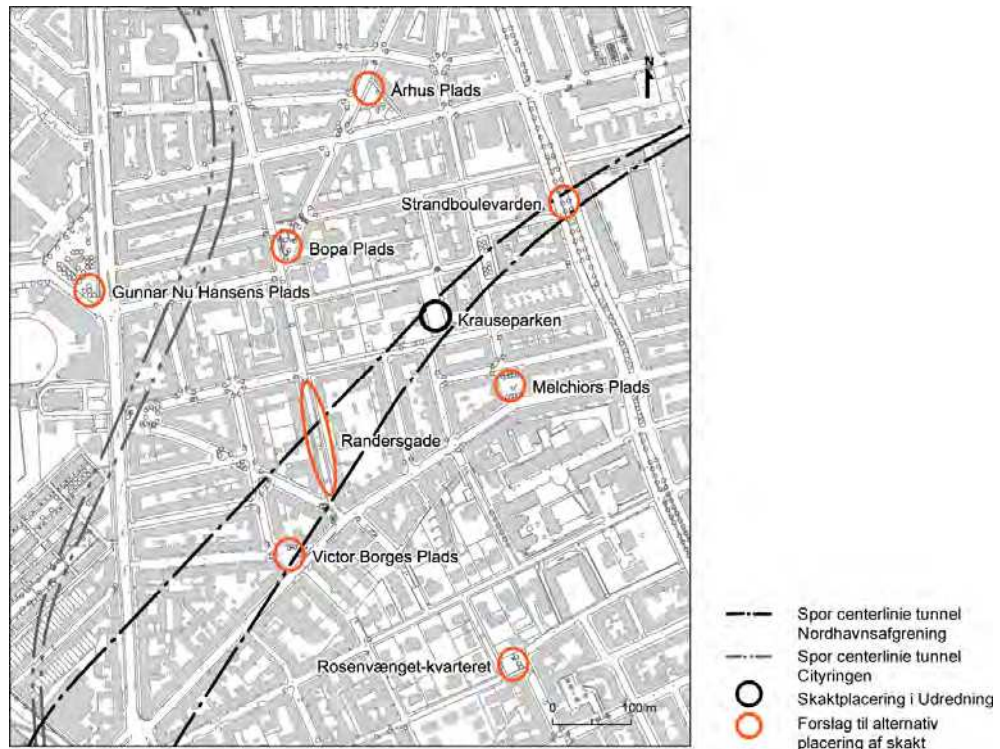 N
Århus Plads
Strandboulevarden
Bopa Plads
Gunnar Nu Hansens Plads
Krauseparken
Melchiors Plads
Randersgade
Victor Borges Plads
Rosenvænget-kvarteret
0 100 m
Spor centerlinie tunnel
Nordhavnsafgrening
Spor centerlinie tunnel
Cityringen
Skaktplacering i Udredning
Forslag til alternativ
placering af skakt